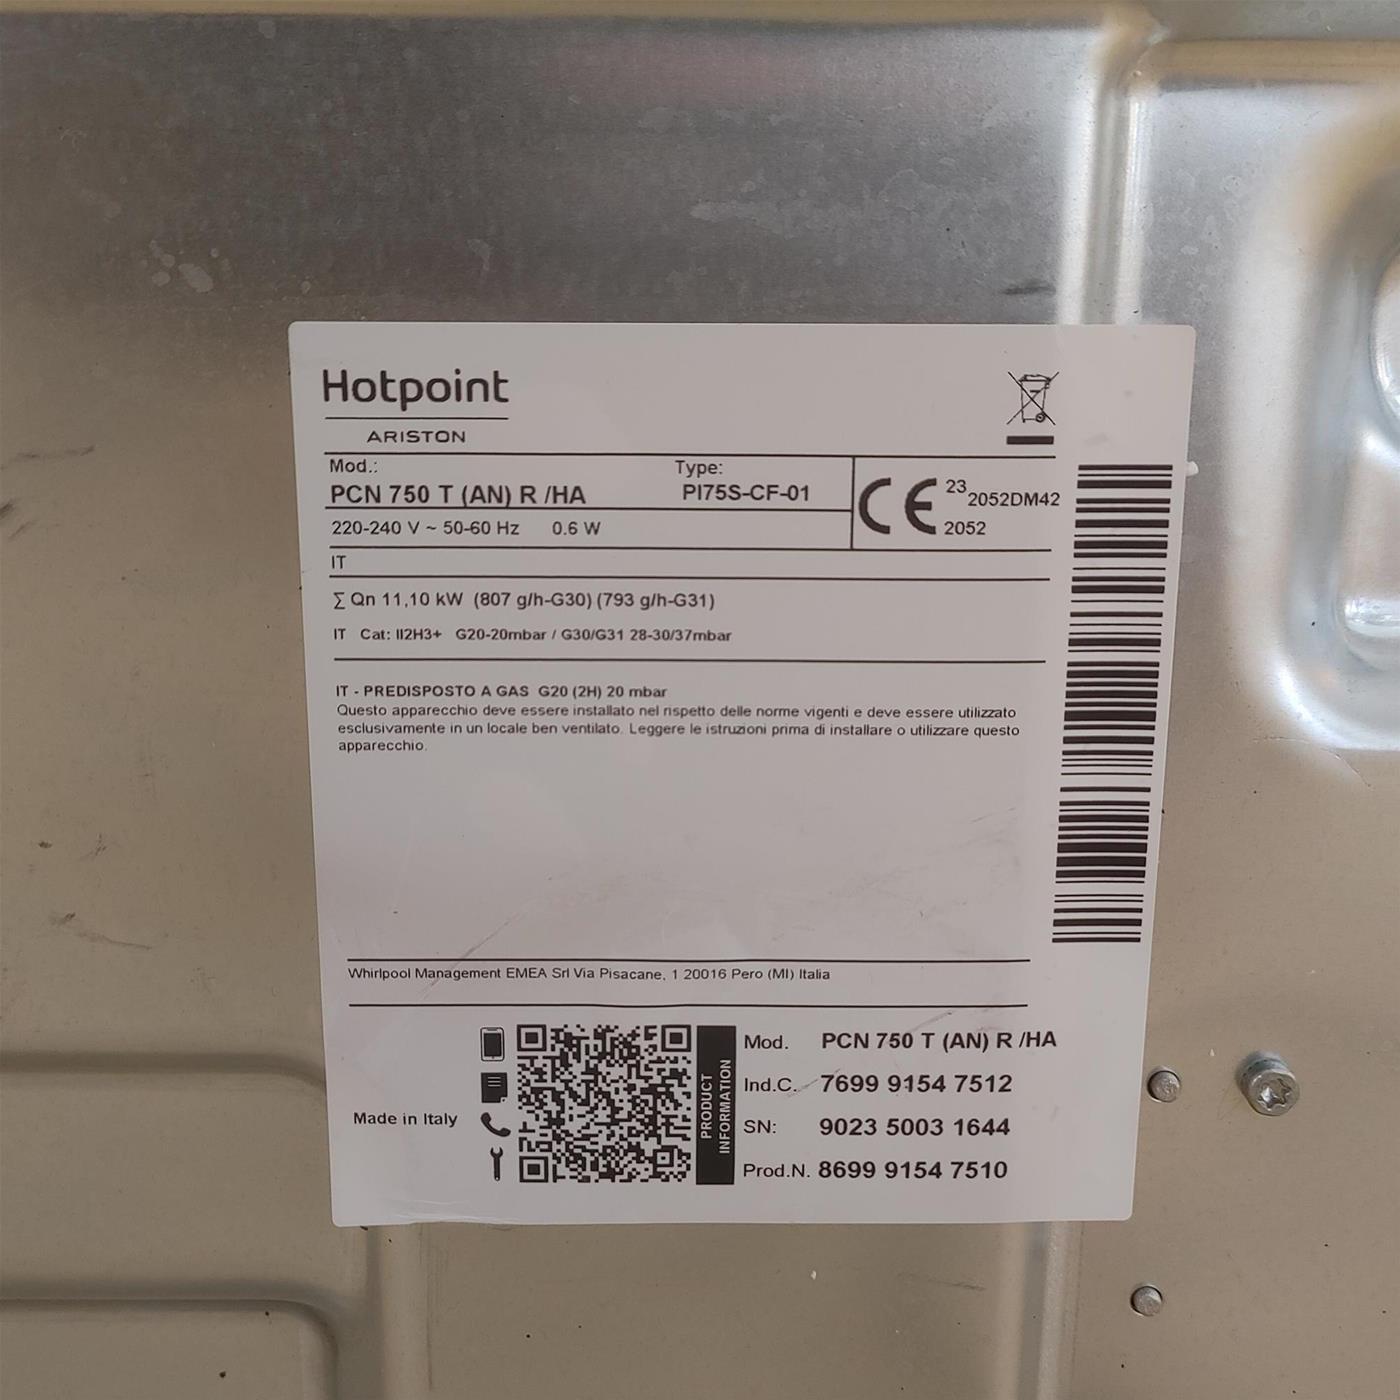 Hotpoint
ARISTON
Mod.: Type:
PCN 750 T (AN) R /HA PI75S-CF-01
220-240 V ~ 50-60 Hz 0.6 W
CE 23 2052DM42
2052
IT
∑ Qn 11,10 kW (807 g/h-G30) (793 g/h-G31)
IT Cat: II2H3+ G20-20mbar / G30/G31 28-30/37mbar
IT - PREDISPOSTO A GAS G20 (2H) 20 mbar
Questo apparecchio deve essere installato nel rispetto delle norme vigenti e deve essere utilizzato
esclusivamente in un locale ben ventilato. Leggere le istruzioni prima di installare o utilizzare questo
apparecchio.
Whirlpool Management EMEA Srl Via Pisacane, 1 20016 Pero (MI) Italia
Made in Italy
PRODUCT
INFORMATION
Mod. PCN 750 T (AN) R /HA
Ind.C. 7699 9154 7512
SN: 9023 5003 1644
Prod.N. 8699 9154 7510